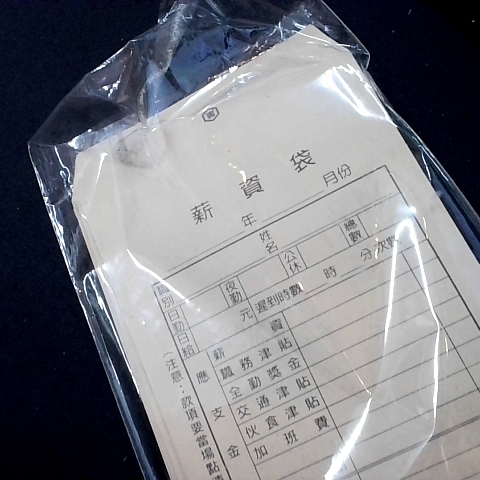 薪資袋
年 月份
姓名 總數
職別 夜勤 公休
日勤日給 元 遲到時數 時 分 次數
應支金
薪資
職務津貼
全勤獎金
交通津貼
伙食津貼
加班費
(注意:款項要當場點